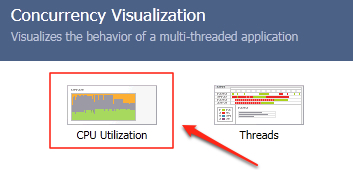 Concurrency Visualization
Visualizes the behavior of a multi-threaded application
CPU Utilization
Threads